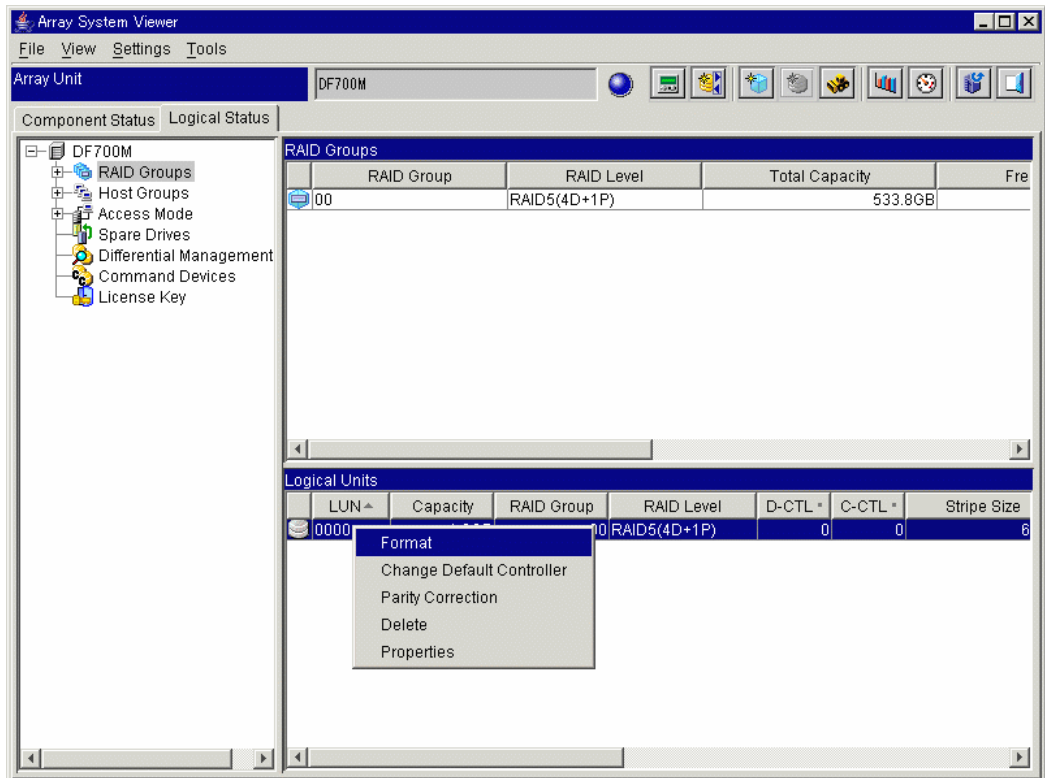 Array System Viewer
File View Settings Tools
Array Unit DF700M
Component Status Logical Status
DF700M
RAID Groups
Host Groups
Access Mode
Spare Drives
Differential Management
Command Devices
License Key
RAID Groups
RAID Group RAID Level Total Capacity Fre
00 RAID5(4D+1P) 533.8GB
Logical Units
LUN Capacity RAID Group RAID Level D-CTL * C-CTL * Stripe Size
0000 00 RAID5(4D+1P) 0 0 6
Format
Change Default Controller
Parity Correction
Delete
Properties